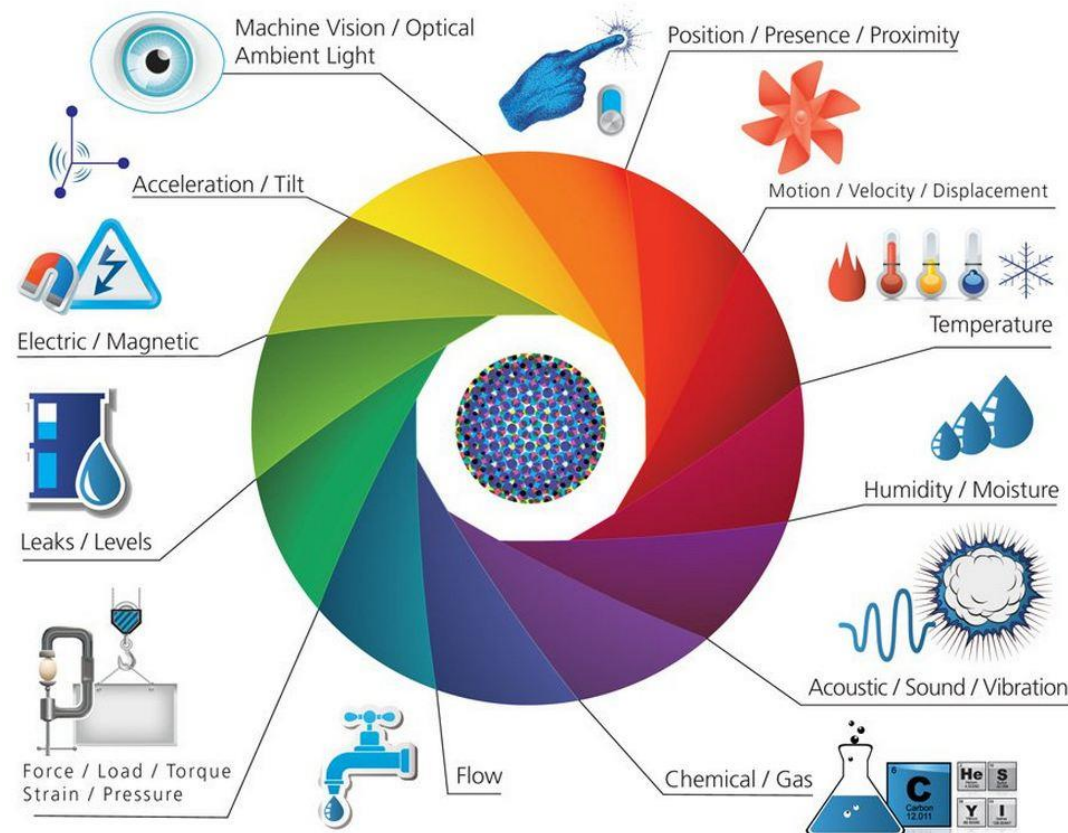 Machine Vision / Optical
Ambient Light
Position / Presence / Proximity
Acceleration / Tilt
Motion / Velocity / Displacement
Electric / Magnetic
Temperature
Leaks / Levels
Humidity / Moisture
Acoustic / Sound / Vibration
Force / Load / Torque
Strain / Pressure
Flow
Chemical / Gas
6
C
Carbon
12.011
He
S
Y
I